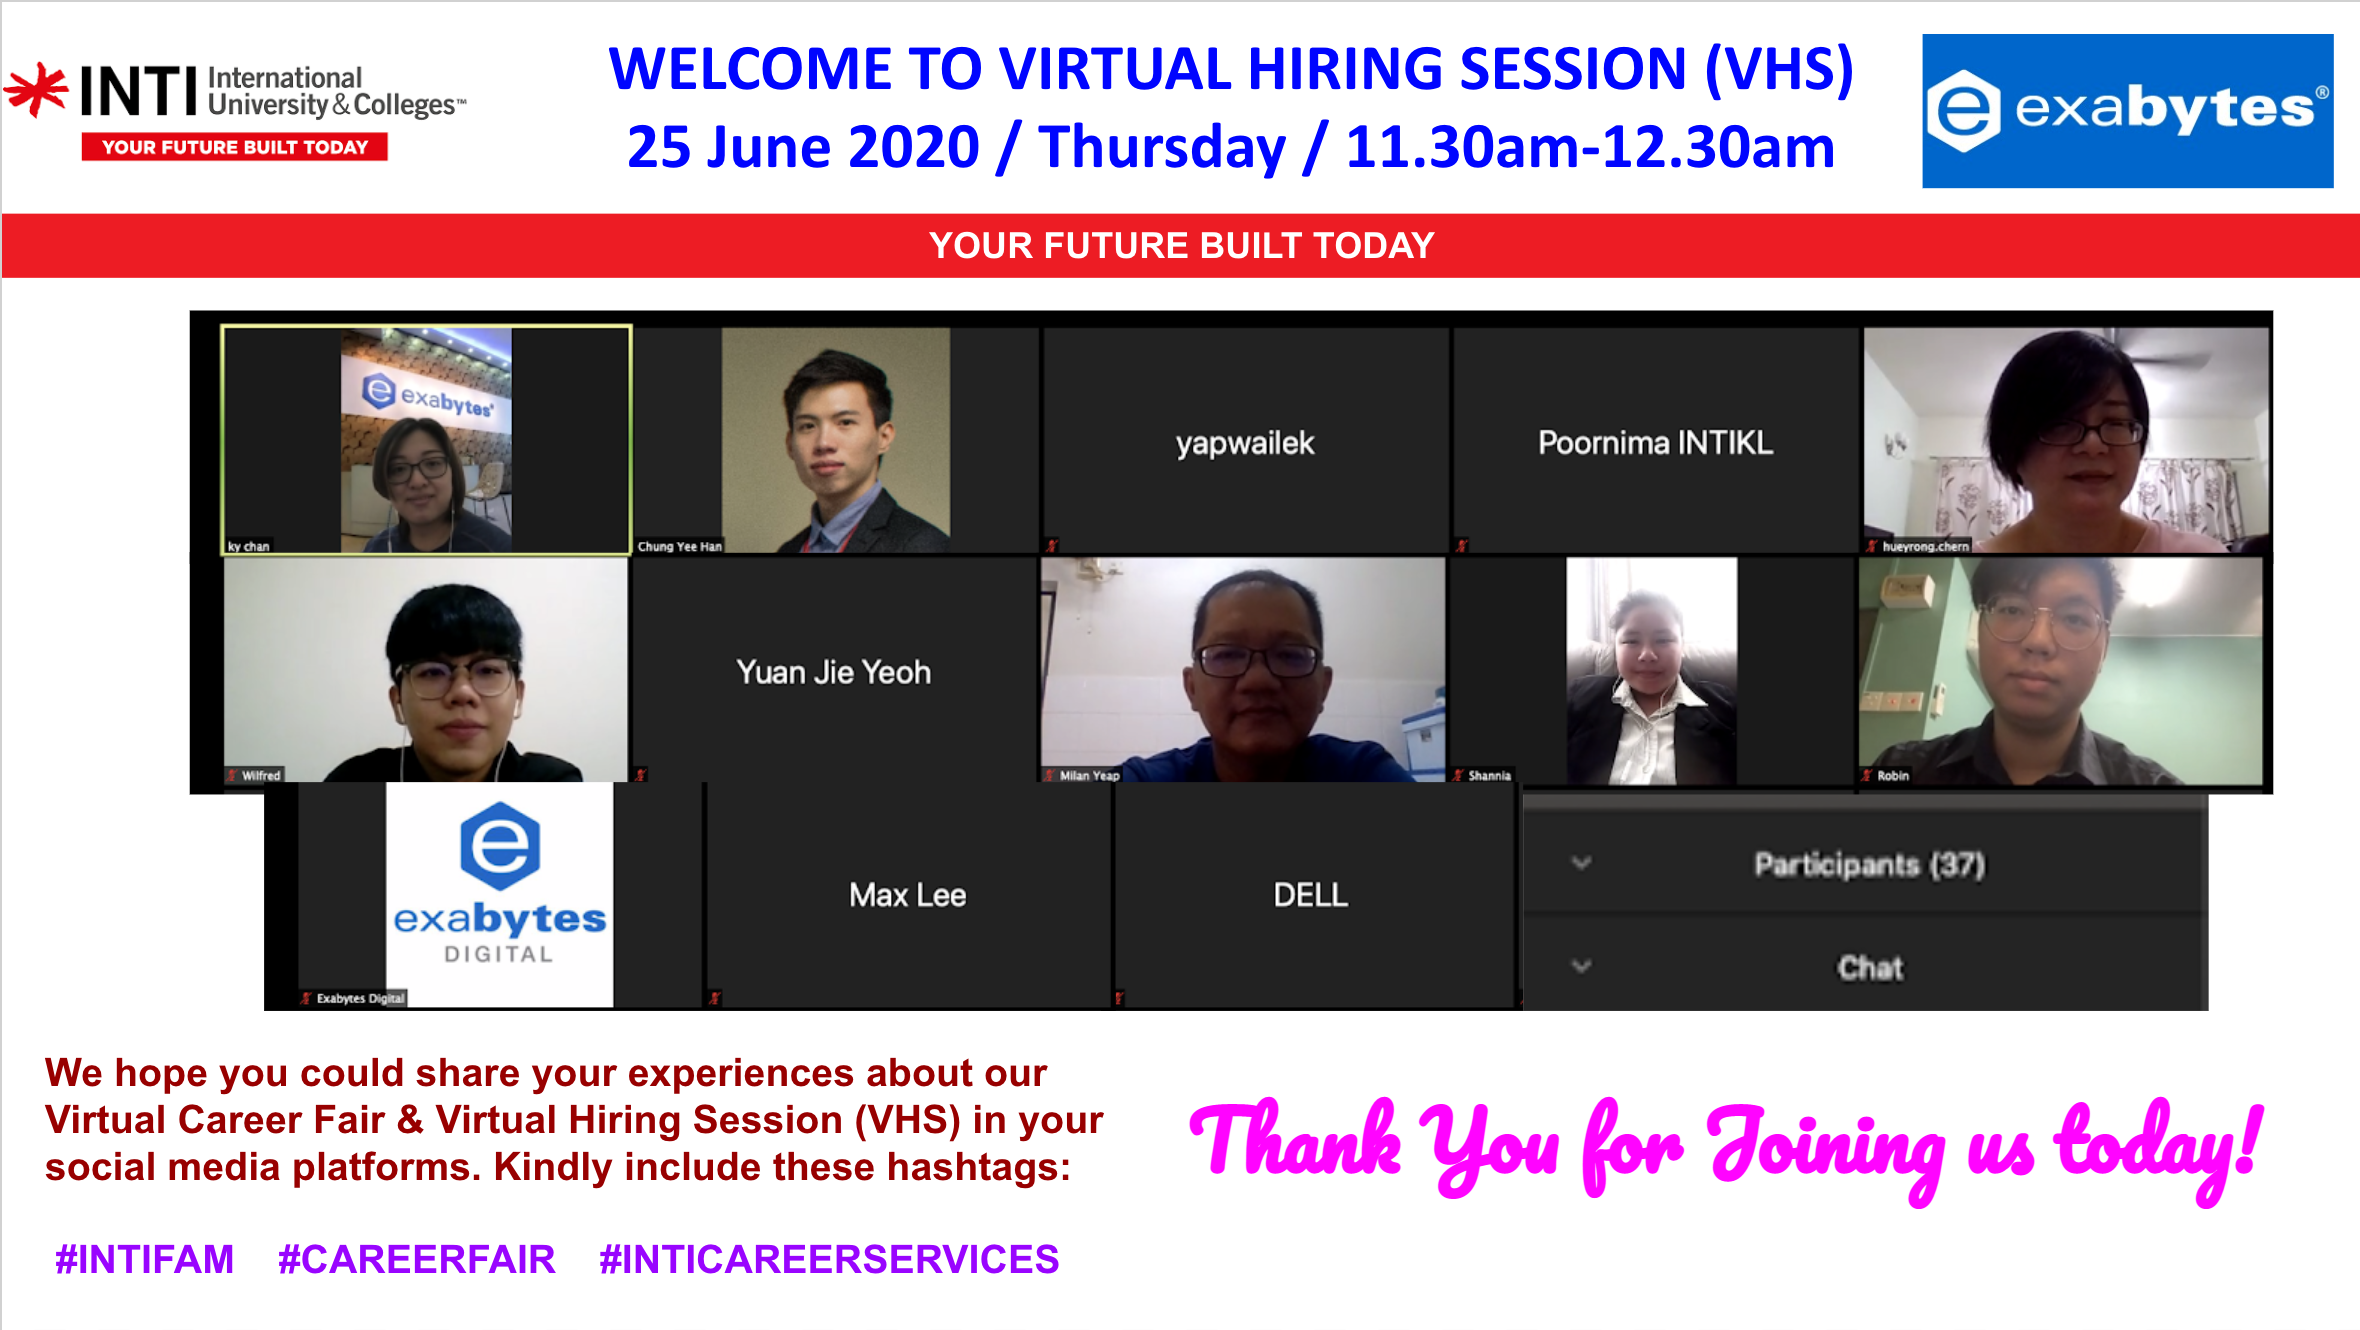 INTI International
University & Colleges™
YOUR FUTURE BUILT TODAY
WELCOME TO VIRTUAL HIRING SESSION (VHS)
25 June 2020 / Thursday / 11.30am-12.30am
e exabytes®
YOUR FUTURE BUILT TODAY
e exabytes®
ky chan
Chung Yee Han
yapwailek
Poornima INTIKL
hueyrong.chern
Wilfred
Yuan Jie Yeoh
Milan Yeap
Shannia
Robin
e
exabytes
DIGITAL
Exabytes Digital
Max Lee
DELL
Participants (37)
Chat
We hope you could share your experiences about our
Virtual Career Fair & Virtual Hiring Session (VHS) in your
social media platforms. Kindly include these hashtags:
#INTIFAM #CAREERFAIR #INTICAREERSERVICES
Thank You for Joining us today!